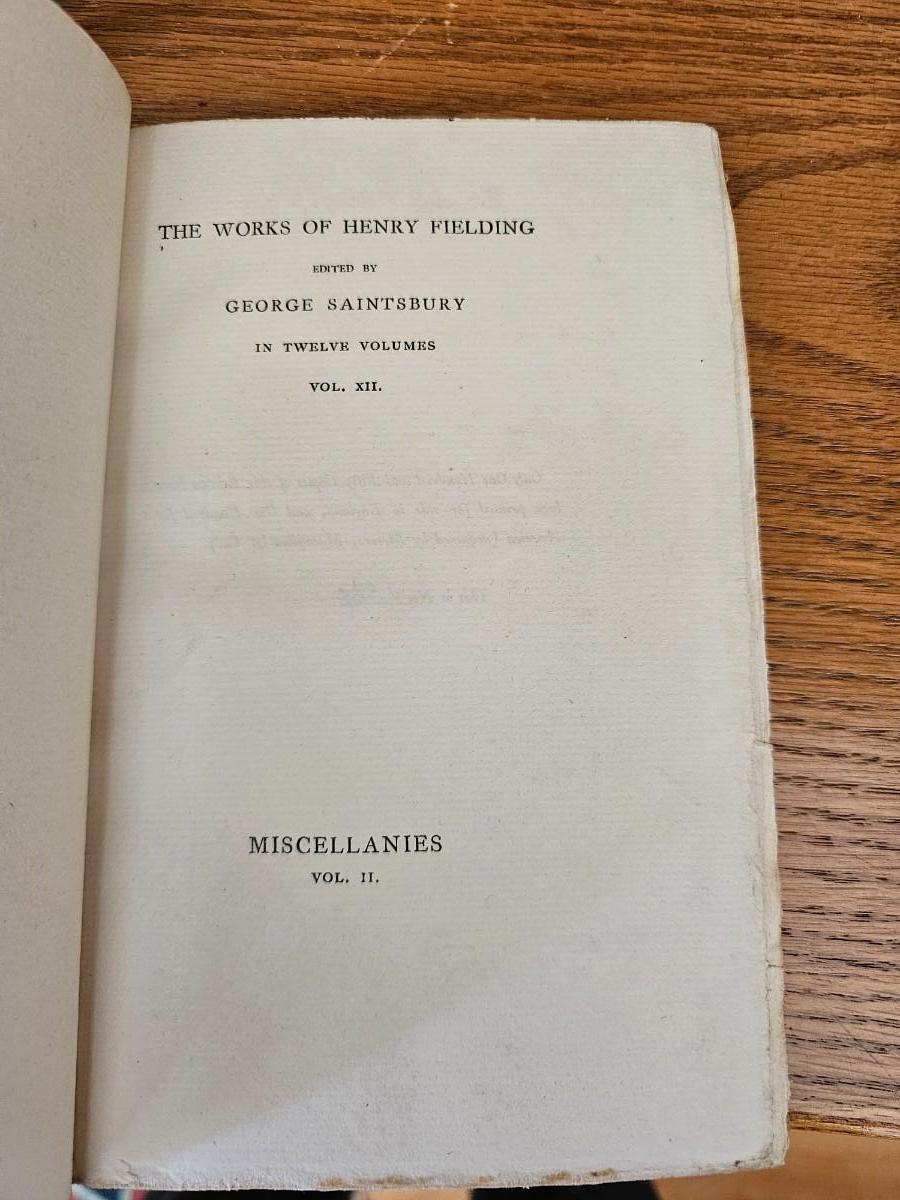 THE WORKS OF HENRY FIELDING
EDITED BY
GEORGE SAINTSBURY
IN TWELVE VOLUMES
VOL. XII.
MISCELLANIES
VOL. II.